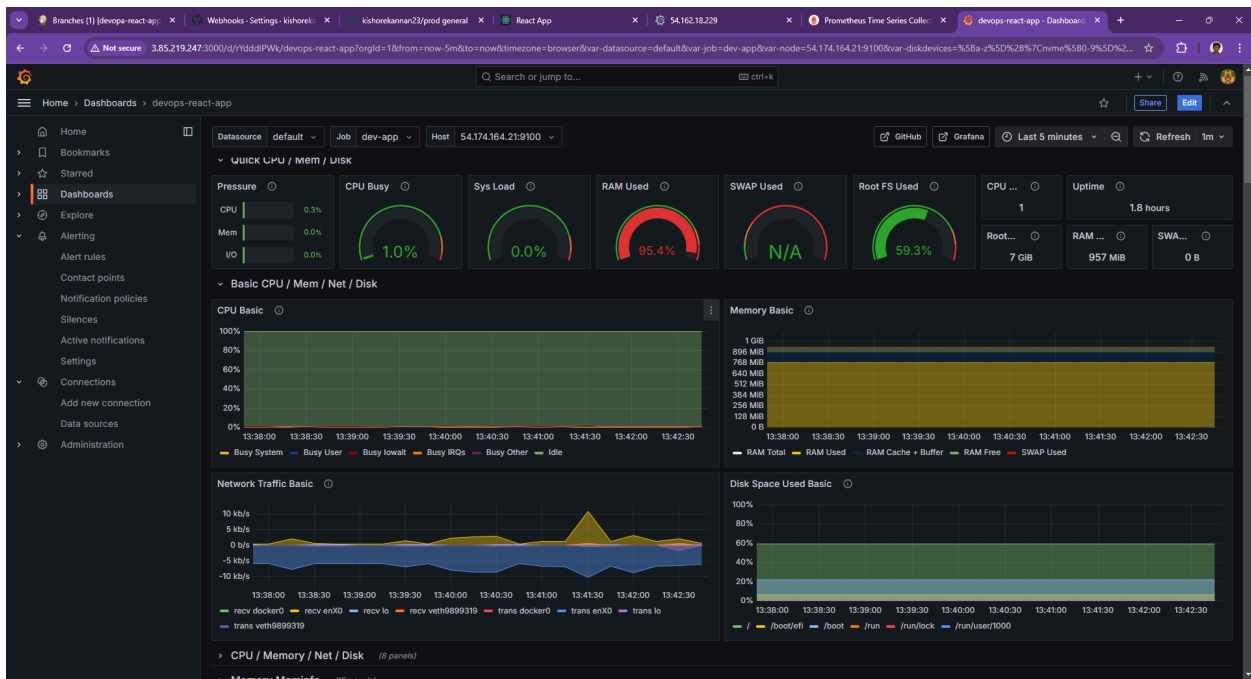 Branches (1) [devopa-react-app
Webhooks · Settings · kishoreka
kishorekannan23/prod general
React App
54.162.18.229
Prometheus Time Series Collec
devops-react-app - Dashboard
Not secure 3.85.219.247:3000/d/rYdddlPWk/devops-react-app?orgId=1&from=now-5m&to=now&timezone=browser&var-datasource=default&var-job=dev-app&var-node=54.174.164.21:9100&var-diskdevices=%5Ba-z%5D%2B%7Cnvme%5B0-9%5D%2...
Search or jump to... ctrl+k
Home › Dashboards › devops-react-app
Share Edit
Home
Bookmarks
Starred
Dashboards
Explore
Alerting
Alert rules
Contact points
Notification policies
Silences
Active notifications
Settings
Connections
Add new connection
Data sources
Administration
Datasource default Job dev-app Host 54.174.164.21:9100 GitHub Grafana Last 5 minutes Refresh 1m
Quick CPU / Mem / Disk
Pressure
CPU 0.3%
Mem 0.0%
I/O 0.0%
CPU Busy
1.0%
Sys Load
0.0%
RAM Used
95.4%
SWAP Used
N/A
Root FS Used
59.3%
CPU ...
1
Uptime
1.8 hours
Root...
7 GiB
RAM ...
957 MiB
SWA...
0 B
Basic CPU / Mem / Net / Disk
CPU Basic
100%
80%
60%
40%
20%
0%
13:38:00 13:38:30 13:39:00 13:39:30 13:40:00 13:40:30 13:41:00 13:41:30 13:42:00 13:42:30
Busy System Busy User Busy Iowait Busy IRQs Busy Other Idle
Memory Basic
1 GiB
896 MiB
768 MiB
640 MiB
512 MiB
384 MiB
256 MiB
128 MiB
0 B
13:38:00 13:38:30 13:39:00 13:39:30 13:40:00 13:40:30 13:41:00 13:41:30 13:42:00 13:42:30
RAM Total RAM Used RAM Cache + Buffer RAM Free SWAP Used
Network Traffic Basic
10 kb/s
5 kb/s
0 b/s
-5 kb/s
-10 kb/s
13:38:00 13:38:30 13:39:00 13:39:30 13:40:00 13:40:30 13:41:00 13:41:30 13:42:00 13:42:30
recv docker0 recv enX0 recv lo recv veth9899319 trans docker0 trans enX0 trans lo
trans veth9899319
Disk Space Used Basic
100%
80%
60%
40%
20%
0%
13:38:00 13:38:30 13:39:00 13:39:30 13:40:00 13:40:30 13:41:00 13:41:30 13:42:00 13:42:30
/ /boot/efi /boot /run /run/lock /run/user/1000
CPU / Memory / Net / Disk (8 panels)